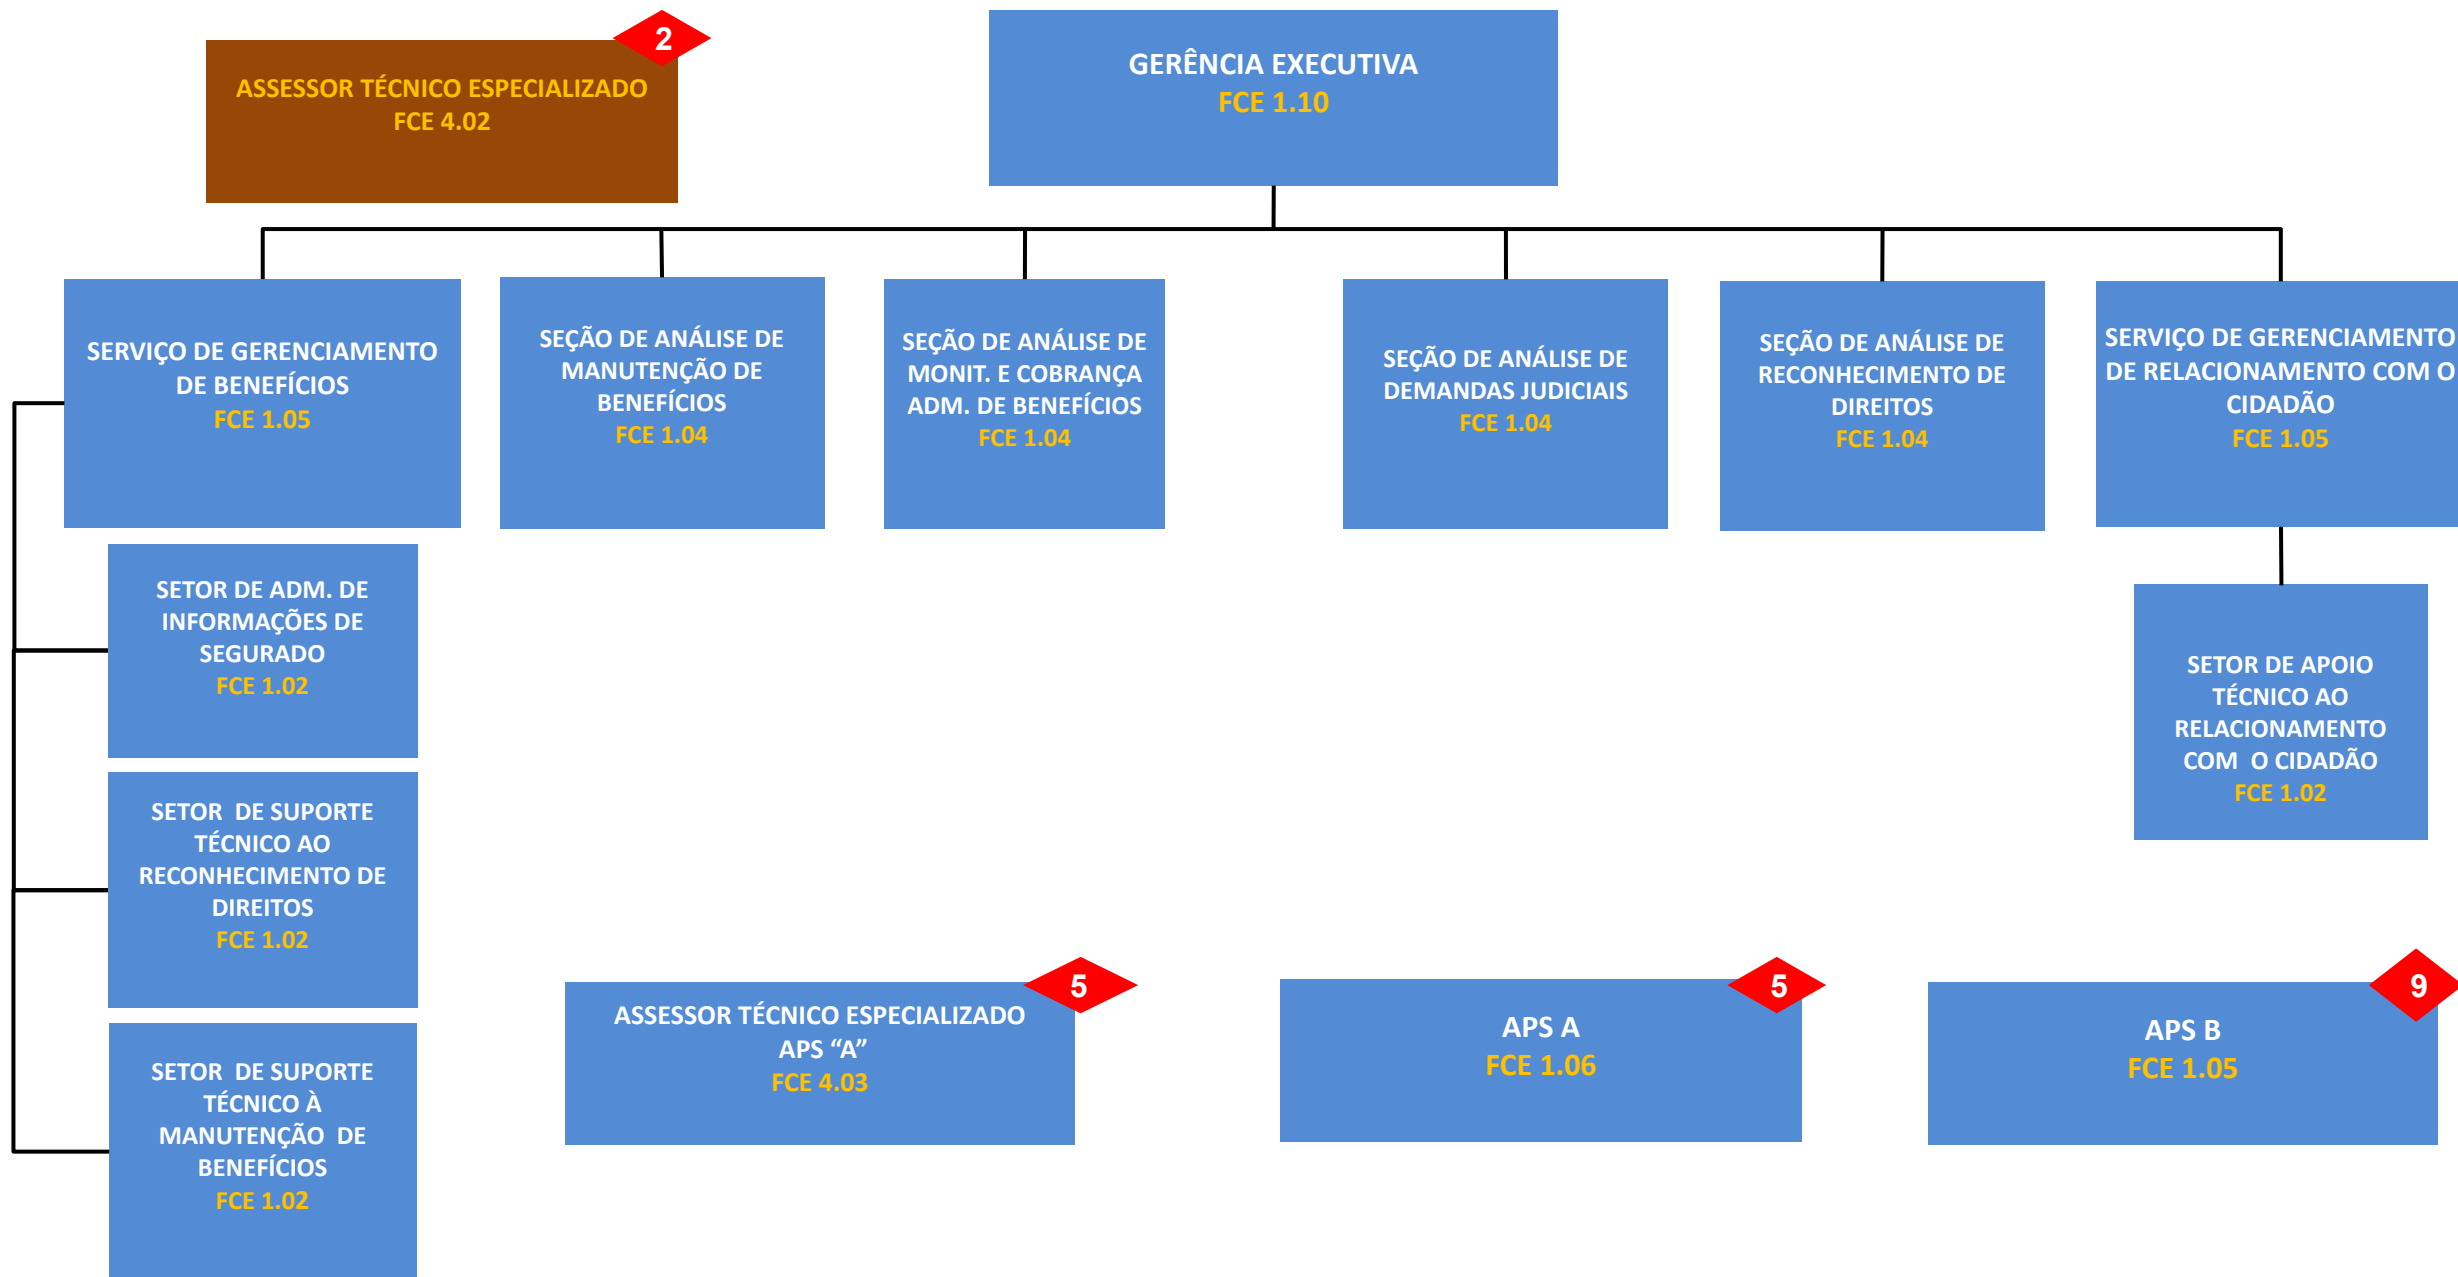 2
ASSESSOR TÉCNICO ESPECIALIZADO
FCE 4.02
GERÊNCIA EXECUTIVA
FCE 1.10
SERVIÇO DE GERENCIAMENTO
DE BENEFÍCIOS
FCE 1.05
SEÇÃO DE ANÁLISE DE
MANUTENÇÃO DE
BENEFÍCIOS
FCE 1.04
SEÇÃO DE ANÁLISE DE
MONIT. E COBRANÇA
ADM. DE BENEFÍCIOS
FCE 1.04
SEÇÃO DE ANÁLISE DE
DEMANDAS JUDICIAIS
FCE 1.04
SEÇÃO DE ANÁLISE DE
RECONHECIMENTO DE
DIREITOS
FCE 1.04
SERVIÇO DE GERENCIAMENTO
DE RELACIONAMENTO COM O
CIDADÃO
FCE 1.05
SETOR DE ADM. DE
INFORMAÇÕES DE
SEGURADO
FCE 1.02
SETOR DE APOIO
TÉCNICO AO
RELACIONAMENTO
COM O CIDADÃO
FCE 1.02
SETOR DE SUPORTE
TÉCNICO AO
RECONHECIMENTO DE
DIREITOS
FCE 1.02
SETOR DE SUPORTE
TÉCNICO À
MANUTENÇÃO DE
BENEFÍCIOS
FCE 1.02
5
ASSESSOR TÉCNICO ESPECIALIZADO
APS “A”
FCE 4.03
5
APS A
FCE 1.06
9
APS B
FCE 1.05